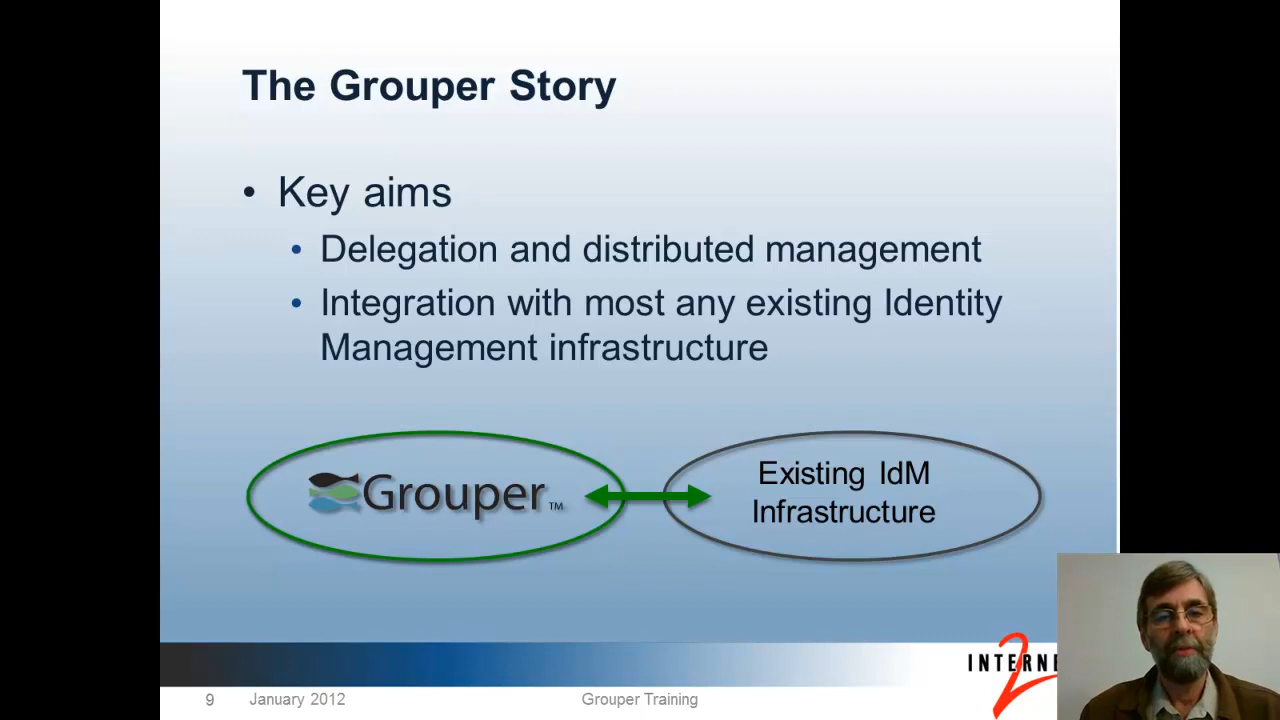 The Grouper Story
• Key aims
• Delegation and distributed management
• Integration with most any existing Identity
Management infrastructure
Grouper™
Existing IdM
Infrastructure
INTERNE
2
9 January 2012 Grouper Training